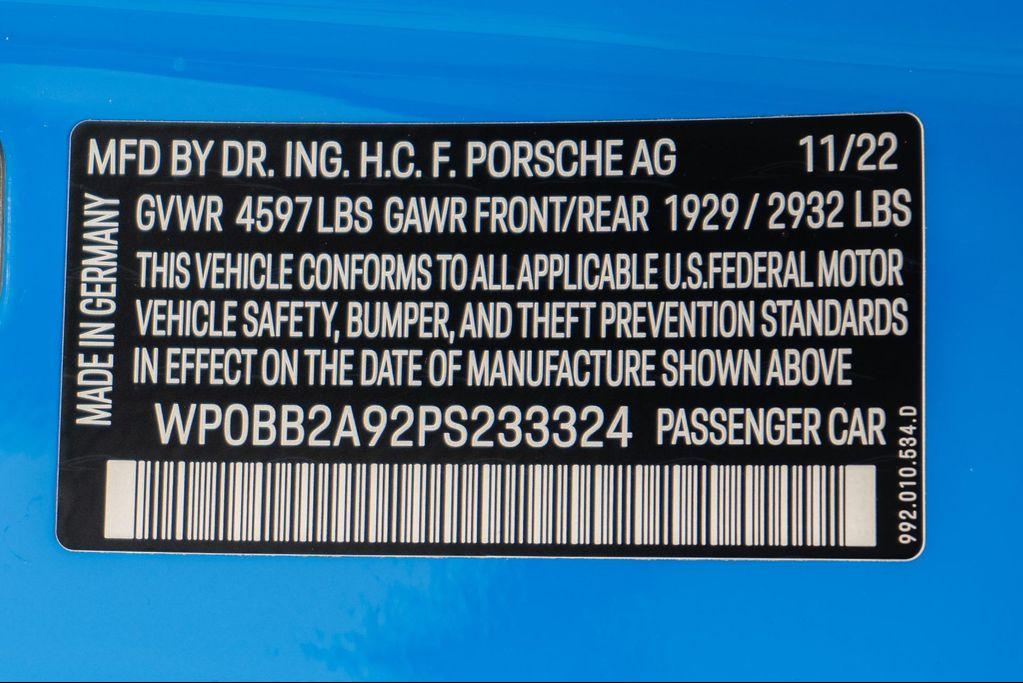 MFD BY DR. ING. H.C. F. PORSCHE AG 11/22
GVWR 4597 LBS GAWR FRONT/REAR 1929 / 2932 LBS
THIS VEHICLE CONFORMS TO ALL APPLICABLE U.S.FEDERAL MOTOR
VEHICLE SAFETY, BUMPER, AND THEFT PREVENTION STANDARDS
IN EFFECT ON THE DATE OF MANUFACTURE SHOWN ABOVE
WP0BB2A92PS233324 PASSENGER CAR
MADE IN GERMANY
992.010.534.D